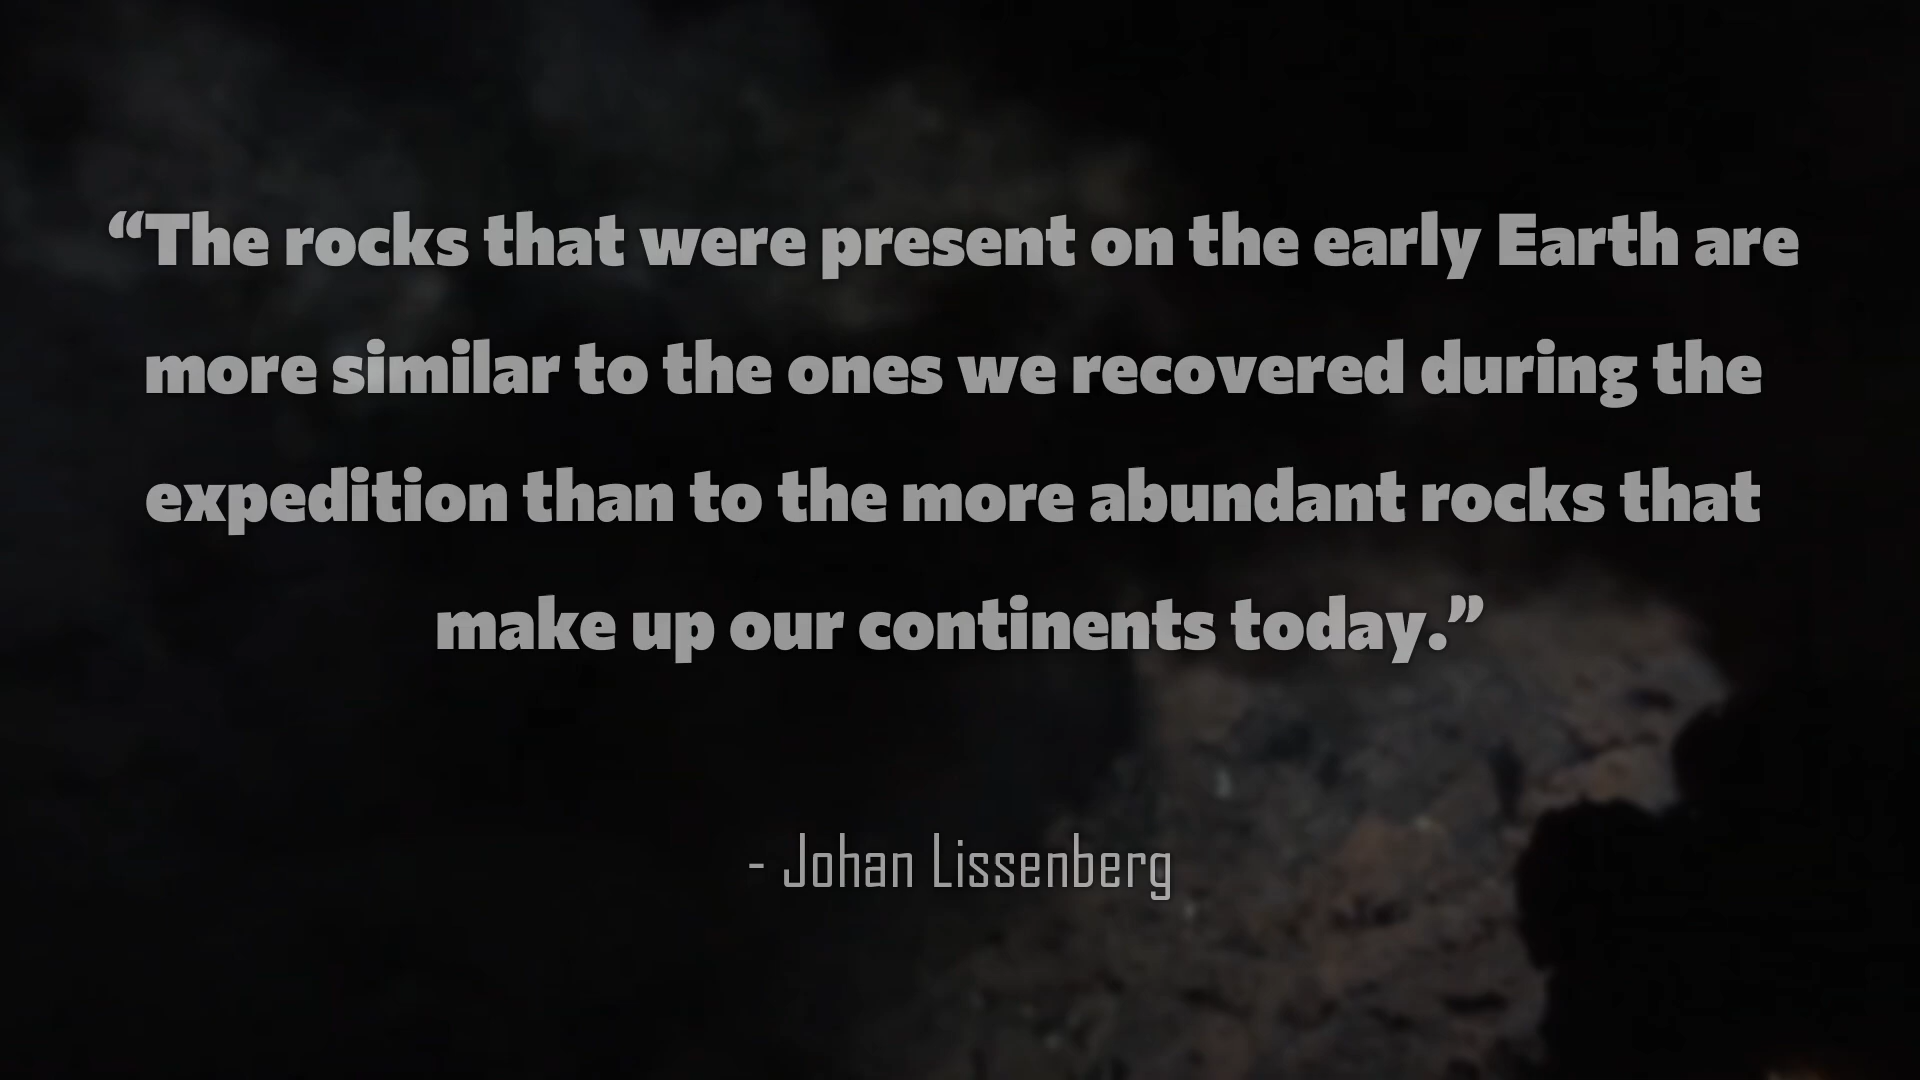 “The rocks that were present on the early Earth are
more similar to the ones we recovered during the
expedition than to the more abundant rocks that
make up our continents today.”
- Johan Lissenberg